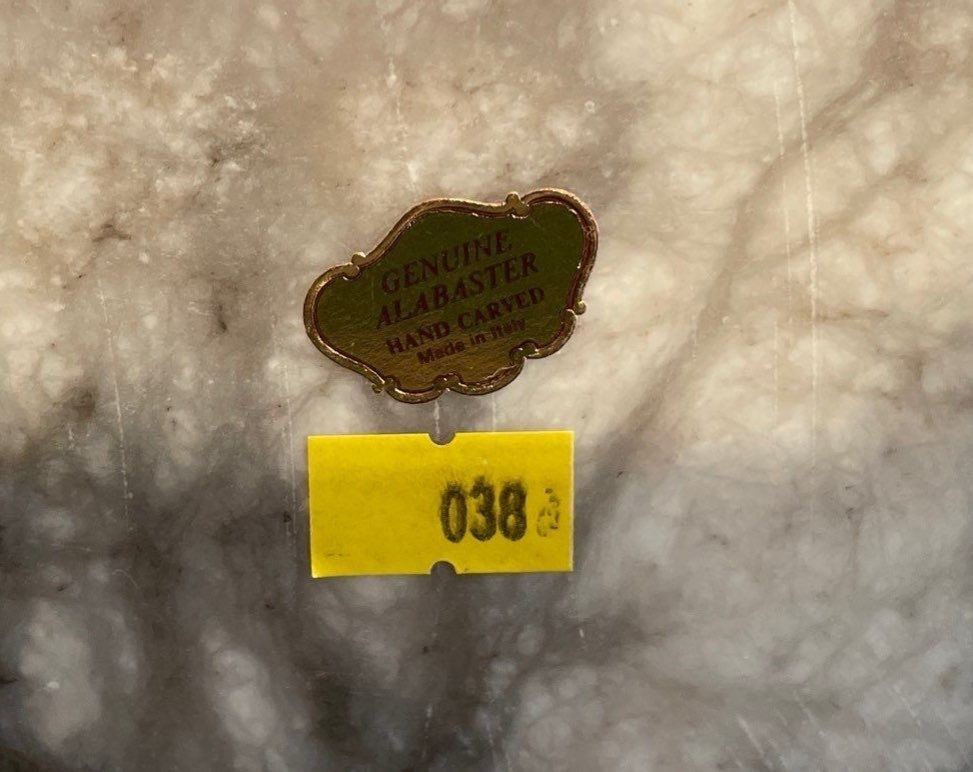 GENUINE
ALABASTER
HAND CARVED
Made in Italy
038